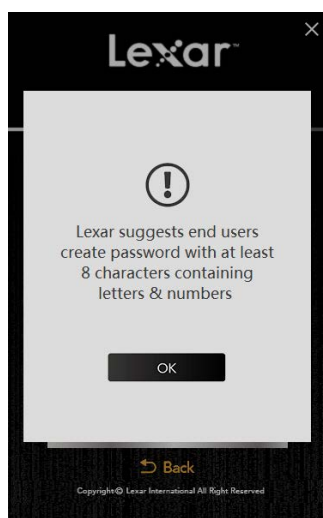 Lexar™
Lexar suggests end users
create password with at least
8 characters containing
letters & numbers
OK
Back
Copyright© Lexar International All Right Reserved